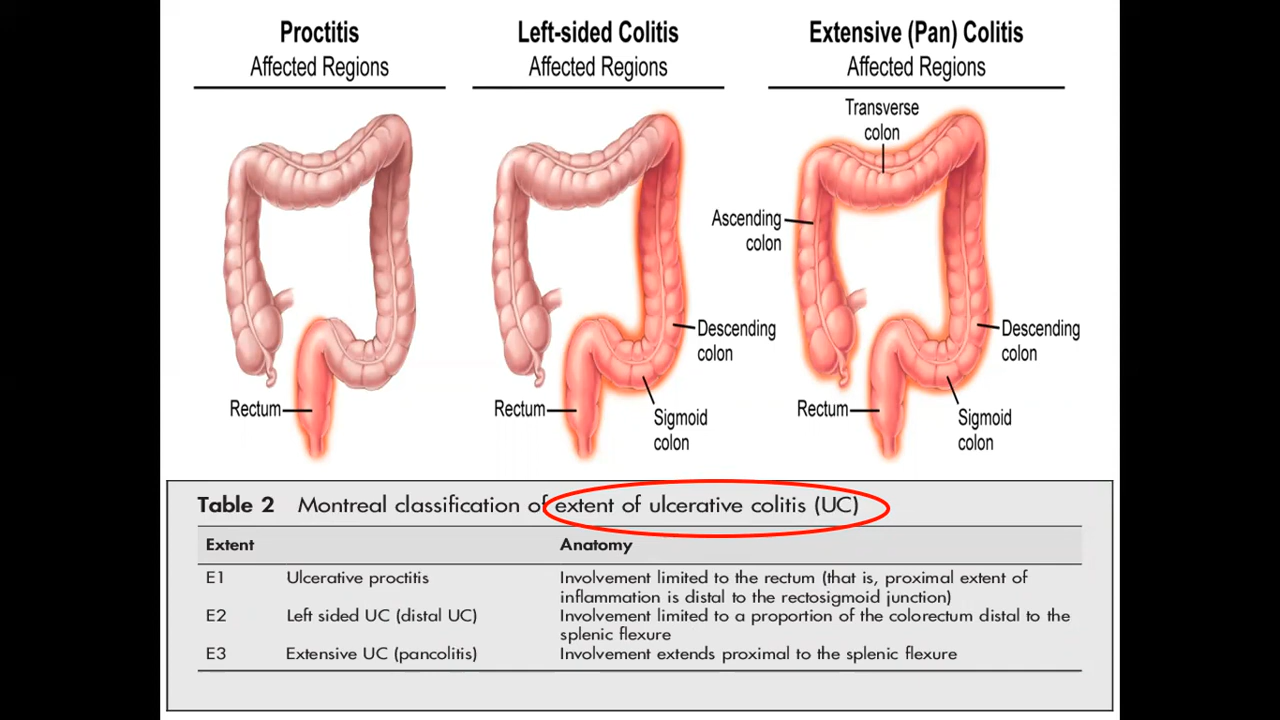 Proctitis
Affected Regions
Rectum
Left-sided Colitis
Affected Regions
Descending
colon
Rectum
Sigmoid
colon
Extensive (Pan) Colitis
Affected Regions
Transverse
colon
Ascending
colon
Descending
colon
Rectum
Sigmoid
colon
Table 2 Montreal classification of extent of ulcerative colitis (UC)
Extent Anatomy
E1 Ulcerative proctitis Involvement limited to the rectum (that is, proximal extent of
inflammation is distal to the rectosigmoid junction)
E2 Left sided UC (distal UC) Involvement limited to a proportion of the colorectum distal to the
splenic flexure
E3 Extensive UC (pancolitis) Involvement extends proximal to the splenic flexure